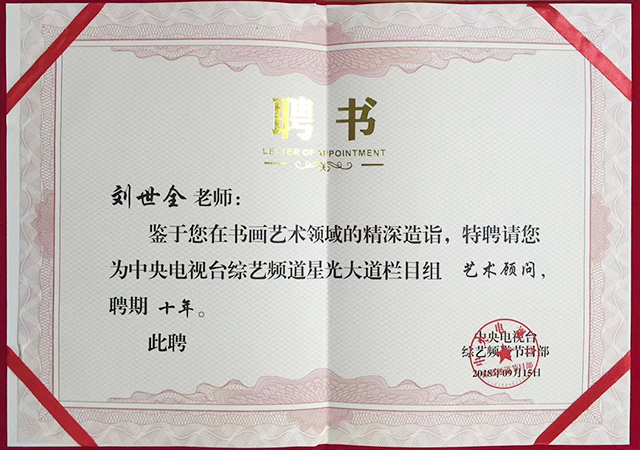 聘书
LETTER OF APPOINTMENT
刘世全 老师：
鉴于您在书画艺术领域的精深造诣，特聘请您
为中央电视台综艺频道星光大道栏目组 艺术顾问，
聘期 十年。
此聘
中央电视台
综艺频道节目部
2018年09月15日